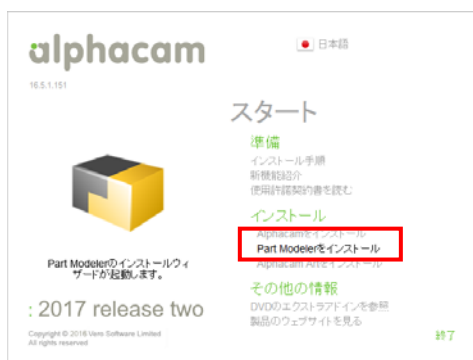 alphacam
日本語
16.5.1.151
スタート
準備
インストール手順
新機能紹介
使用許諾契約書を読む
インストール
Alphacamをインストール
Part Modelerをインストール
Alphacam Artをインストール
Part Modelerのインストールウィ
ザードが起動します。
その他の情報
DVDのエクストラアドインを参照
製品のウェブサイトを見る
: 2017 release two
Copyright © 2016 Vero Software Limited
All rights reserved
終了